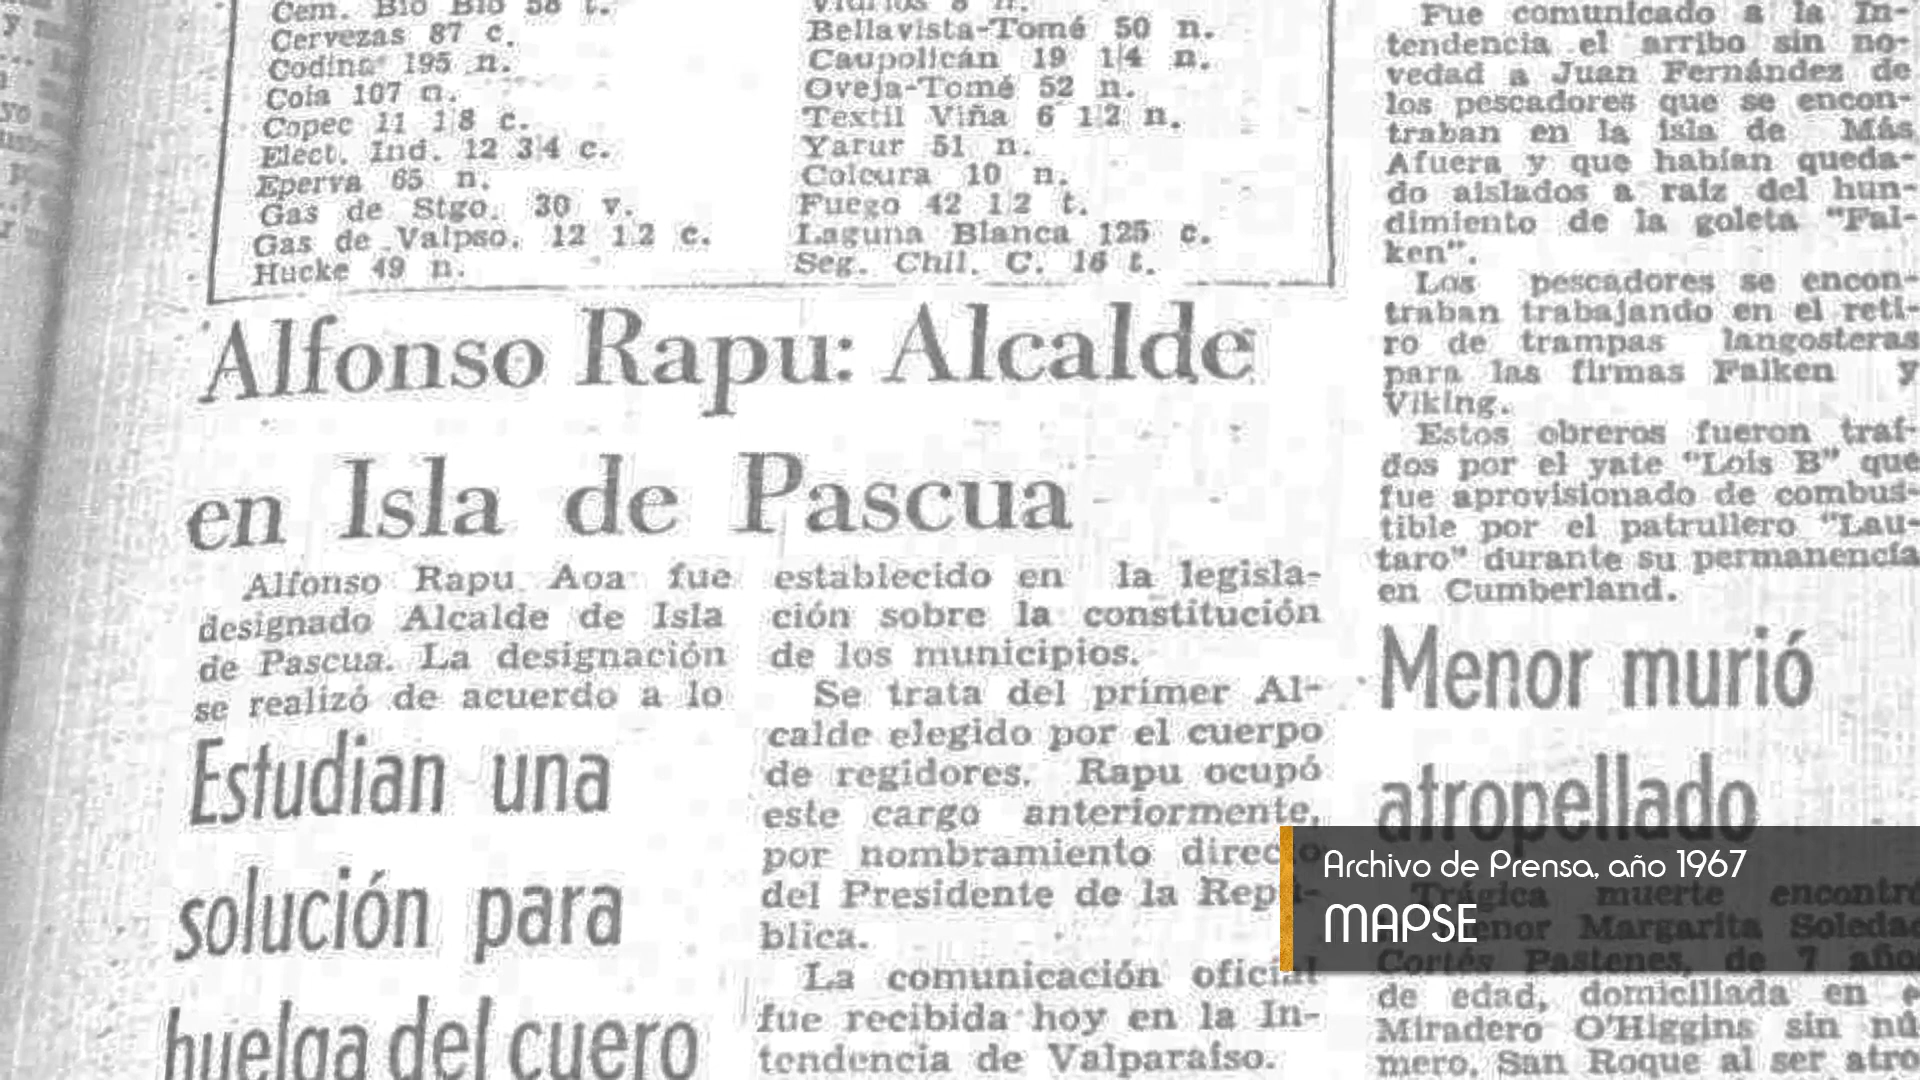 Cem. Bío Bío 58 t.
Cervezas 87 c.
Codina 195 n.
Coia 107 n.
Copec 11 1|8 c.
Elect. Ind. 12 3|4 c.
Eperva 65 n.
Gas de Stgo. 30 v.
Gas de Valpso. 12 1|2 c.
Hucke 49 n.
Vidrios 8 n.
Bellavista-Tomé 50 n.
Caupolicán 19 1|4 n.
Oveja-Tomé 52 n.
Textil Viña 6 1|2 n.
Yarur 51 n.
Colcura 10 n.
Fuego 42 1|2 t.
Laguna Blanca 125 c.
Seg. Chil. C. 16 t.
Alfonso Rapu: Alcalde
en Isla de Pascua
Alfonso Rapu Aoa fue
designado Alcalde de Isla
de Pascua. La designación
se realizó de acuerdo a lo
establecido en la legisla-
ción sobre la constitución
de los municipios.
Se trata del primer Al-
calde elegido por el cuerpo
de regidores. Rapu ocupó
este cargo anteriormente,
por nombramiento directo
del Presidente de la Repú-
blica.
La comunicación oficial
fue recibida hoy en la In-
tendencia de Valparaíso.
Estudian una
solución para
huelga del cuero
Fue comunicado a la In-
tendencia el arribo sin no-
vedad a Juan Fernández de
los pescadores que se encon-
traban en la isla de Más
Afuera y que habían queda-
do aislados a raíz del hun-
dimiento de la goleta "Fal-
ken".
Los pescadores se encon-
traban trabajando en el reti-
ro de trampas langosteras
para las firmas Falken y
Viking.
Estos obreros fueron traí-
dos por el yate "Lois B" que
fue aprovisionado de combus-
tible por el patrullero "Lau-
taro" durante su permanencia
en Cumberland.
Menor murió
atropellado
Trágica muerte encontró
menor Margarita Soledad
Cortés Pastenes, de 7 años
de edad, domiciliada en
Miradero O'Higgins sin nú-
mero, San Roque al ser atro
Archivo de Prensa, año 1967
MAPSE